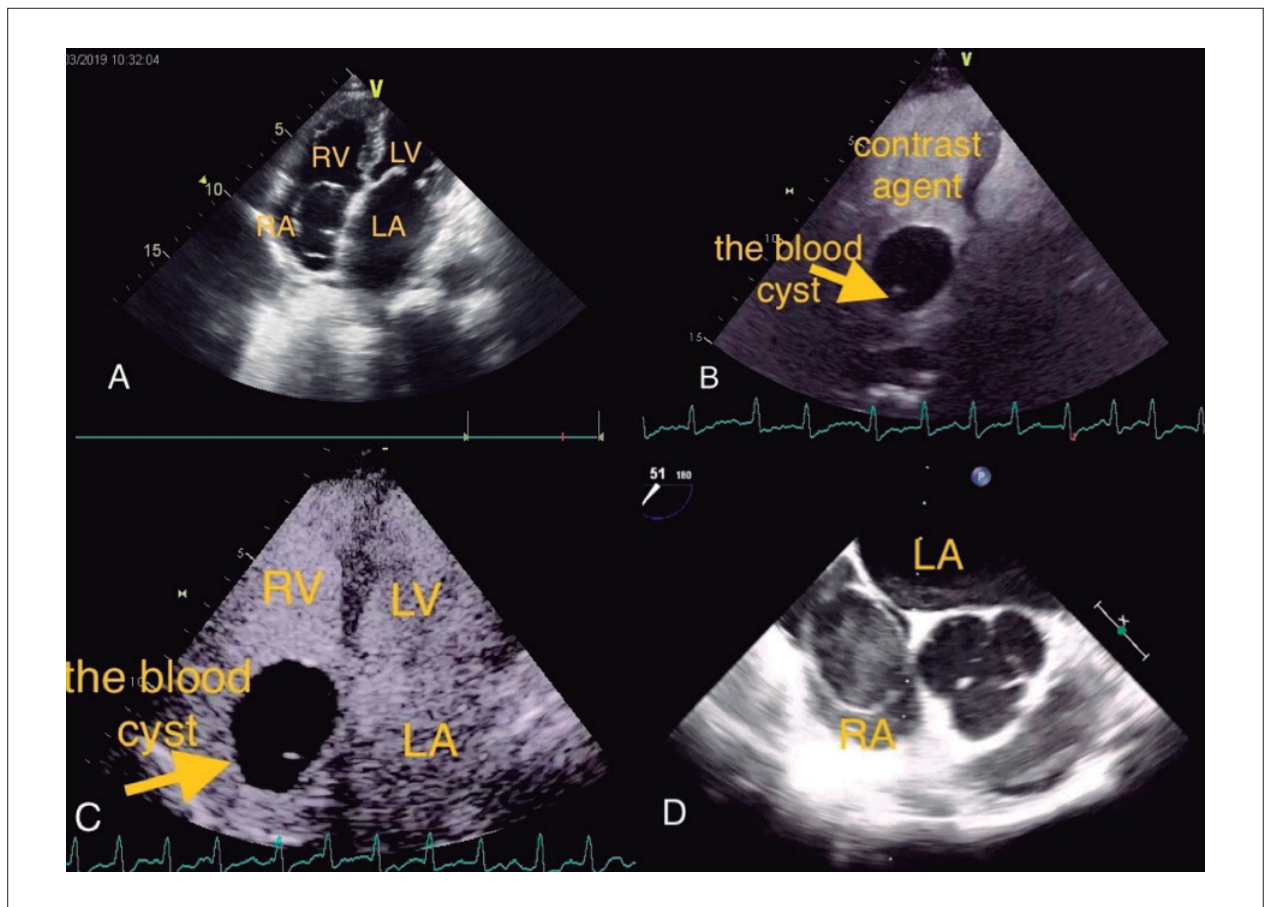 03/2019 10:32:04
V
5
10
15
RV
LV
RA
LA
A
V
5
10
15
contrast
agent
the blood
cyst
B
5
10
RV
LV
the blood
cyst
LA
C
51 180
P
LA
x
RA
D